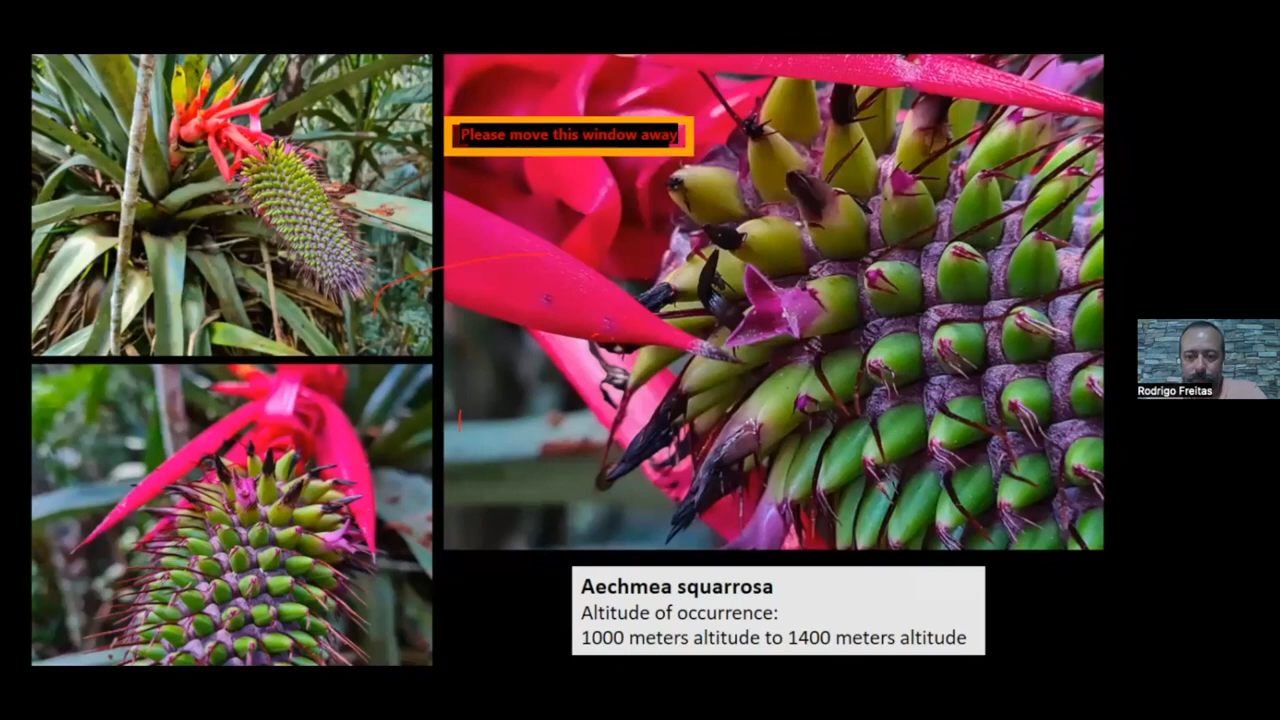 Please move this window away
Rodrigo Freitas
Aechmea squarrosa
Altitude of occurrence:
1000 meters altitude to 1400 meters altitude